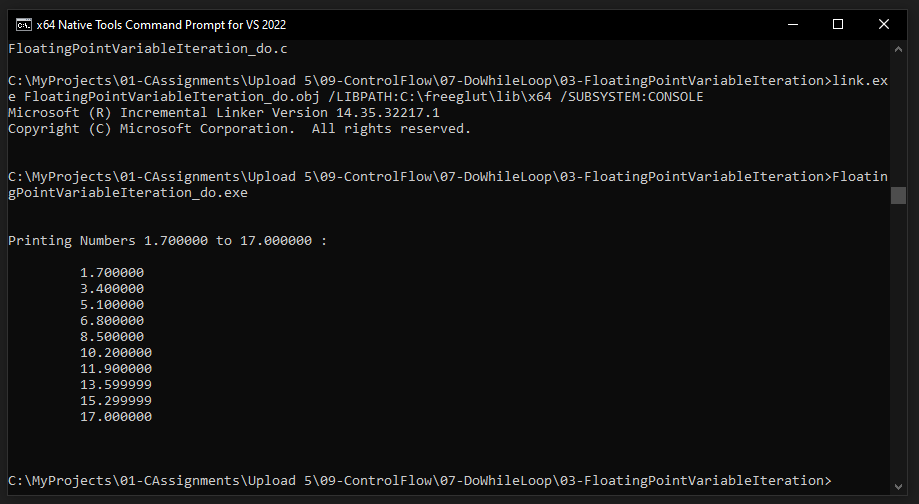 x64 Native Tools Command Prompt for VS 2022
FloatingPointVariableIteration_do.c
C:\MyProjects\01-CAssignments\Upload 5\09-ControlFlow\07-DoWhileLoop\03-FloatingPointVariableIteration>link.ex
e FloatingPointVariableIteration_do.obj /LIBPATH:C:\freeglut\lib\x64 /SUBSYSTEM:CONSOLE
Microsoft (R) Incremental Linker Version 14.35.32217.1
Copyright (C) Microsoft Corporation.  All rights reserved.
C:\MyProjects\01-CAssignments\Upload 5\09-ControlFlow\07-DoWhileLoop\03-FloatingPointVariableIteration>Floatin
gPointVariableIteration_do.exe
Printing Numbers 1.700000 to 17.000000 :
1.700000
3.400000
5.100000
6.800000
8.500000
10.200000
11.900000
13.599999
15.299999
17.000000
C:\MyProjects\01-CAssignments\Upload 5\09-ControlFlow\07-DoWhileLoop\03-FloatingPointVariableIteration>